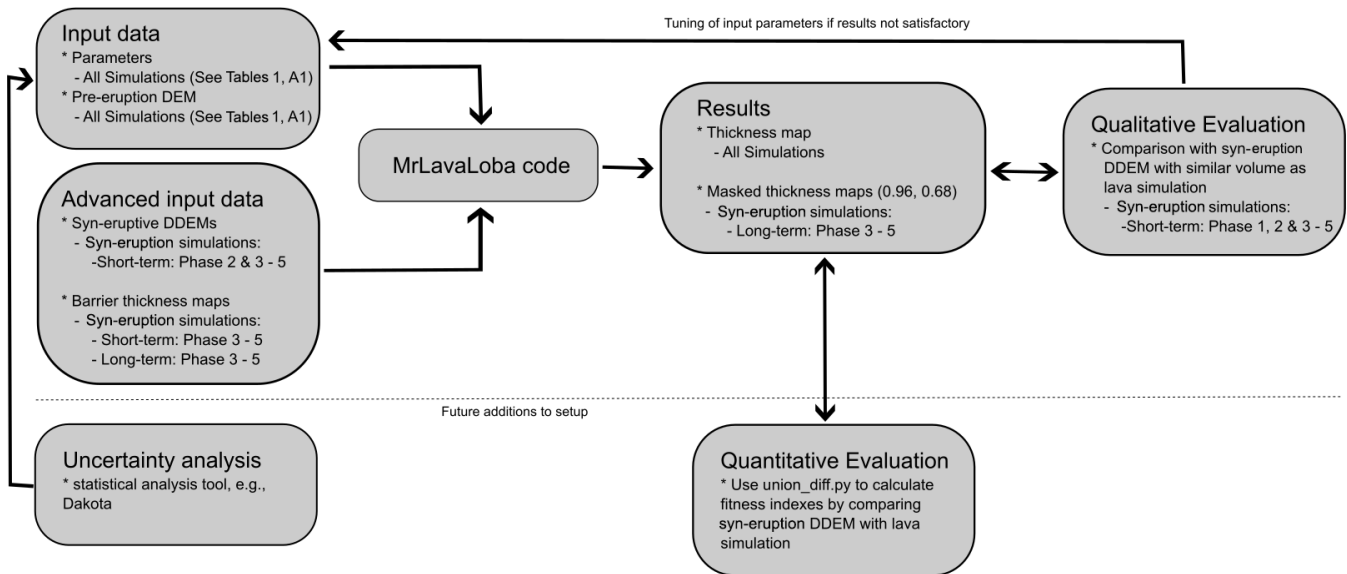 Tuning of input parameters if results not satisfactory
Input data
* Parameters
- All Simulations (See Tables 1, A1)
* Pre-eruption DEM
- All Simulations (See Tables 1, A1)
Advanced input data
* Syn-eruptive DDEMs
- Syn-eruption simulations:
-Short-term: Phase 2 & 3 - 5
* Barrier thickness maps
- Syn-eruption simulations:
- Short-term: Phase 3 - 5
- Long-term: Phase 3 - 5
MrLavaLoba code
Results
* Thickness map
- All Simulations
* Masked thickness maps (0.96, 0.68)
- Syn-eruption simulations:
- Long-term: Phase 3 - 5
Qualitative Evaluation
* Comparison with syn-eruption
DDEM with similar volume as
lava simulation
- Syn-eruption simulations:
-Short-term: Phase 1, 2 & 3 - 5
Future additions to setup
Uncertainty analysis
* statistical analysis tool, e.g.,
Dakota
Quantitative Evaluation
* Use union_diff.py to calculate
fitness indexes by comparing
syn-eruption DDEM with lava
simulation